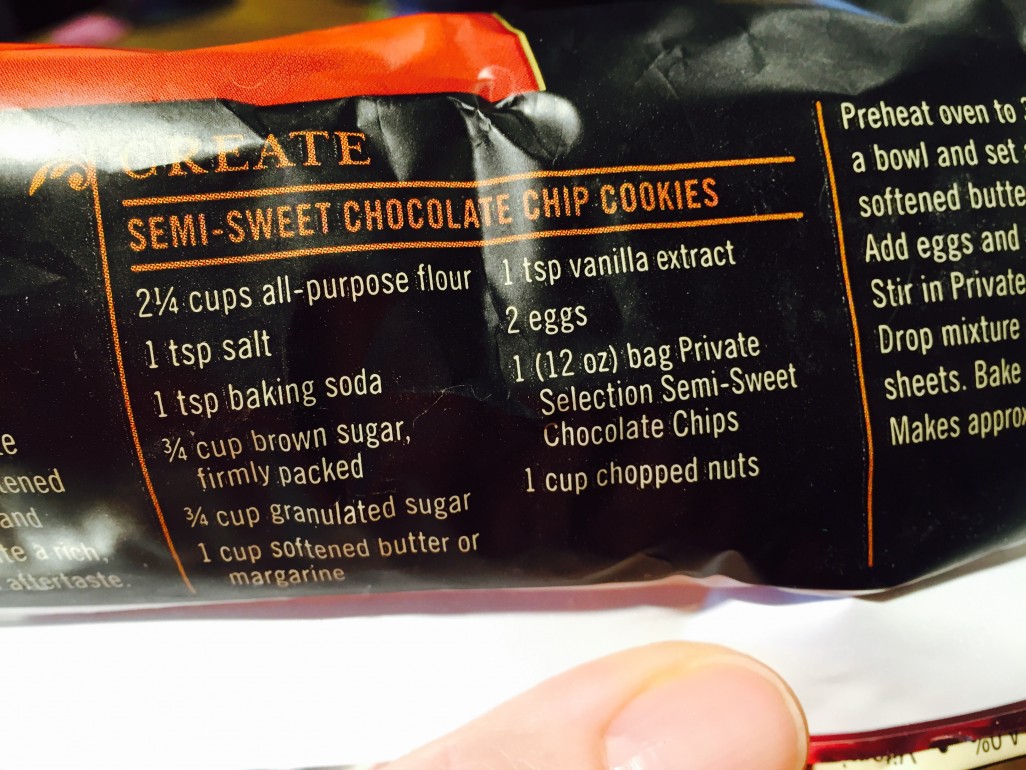 CREATE
SEMI-SWEET CHOCOLATE CHIP COOKIES
2¼ cups all-purpose flour
1 tsp salt
1 tsp baking soda
¾ cup brown sugar,
firmly packed
¾ cup granulated sugar
1 cup softened butter or
margarine
1 tsp vanilla extract
2 eggs
1 (12 oz) bag Private
Selection Semi-Sweet
Chocolate Chips
1 cup chopped nuts
Preheat oven to
a bowl and set
softened butte
Add eggs and
Stir in Private
Drop mixture
sheets. Bake
Makes approx
ened
and
te a rich,
aftertaste.